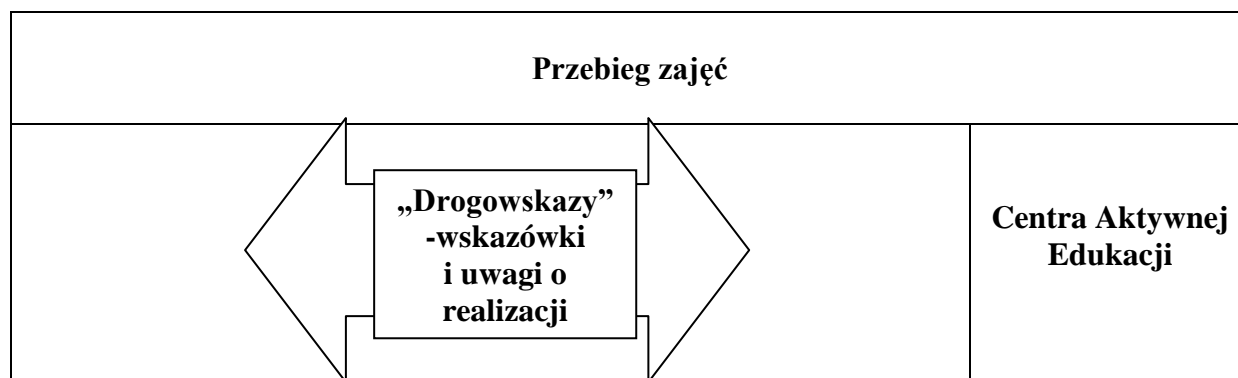 Przebieg zajęć
„Drogowskazy”
-wskazówki
i uwagi o
realizacji
Centra Aktywnej
Edukacji